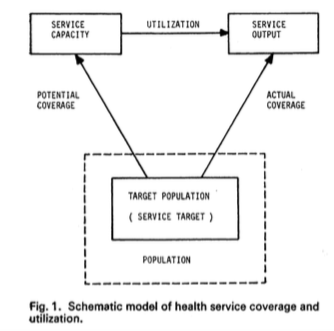 SERVICE
CAPACITY
UTILIZATION
SERVICE
OUTPUT
POTENTIAL
COVERAGE
ACTUAL
COVERAGE
TARGET POPULATION
( SERVICE TARGET )
POPULATION
Fig. 1. Schematic model of health service coverage and
utilization.